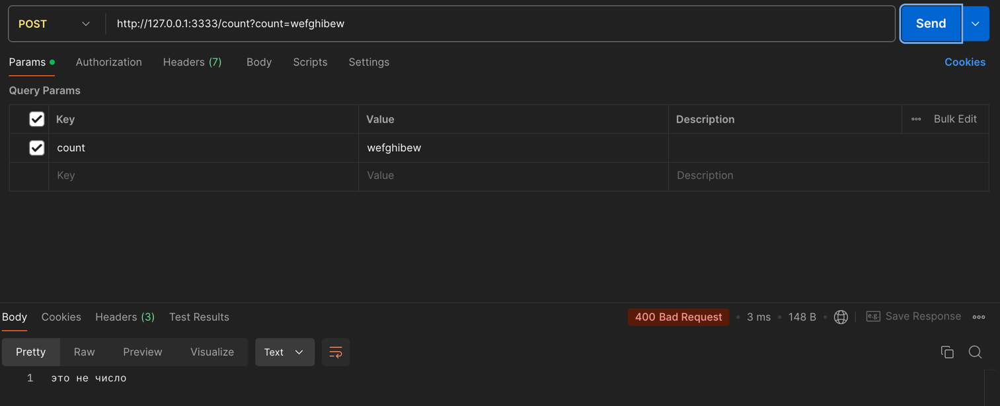 POST http://127.0.0.1:3333/count?count=wefghibew Send
Params Authorization Headers (7) Body Scripts Settings Cookies
Query Params
Key Value Description Bulk Edit
count wefghibew
Key Value Description
Body Cookies Headers (3) Test Results 400 Bad Request • 3 ms • 148 B • e.g. Save Response
Pretty Raw Preview Visualize Text
1 это не число